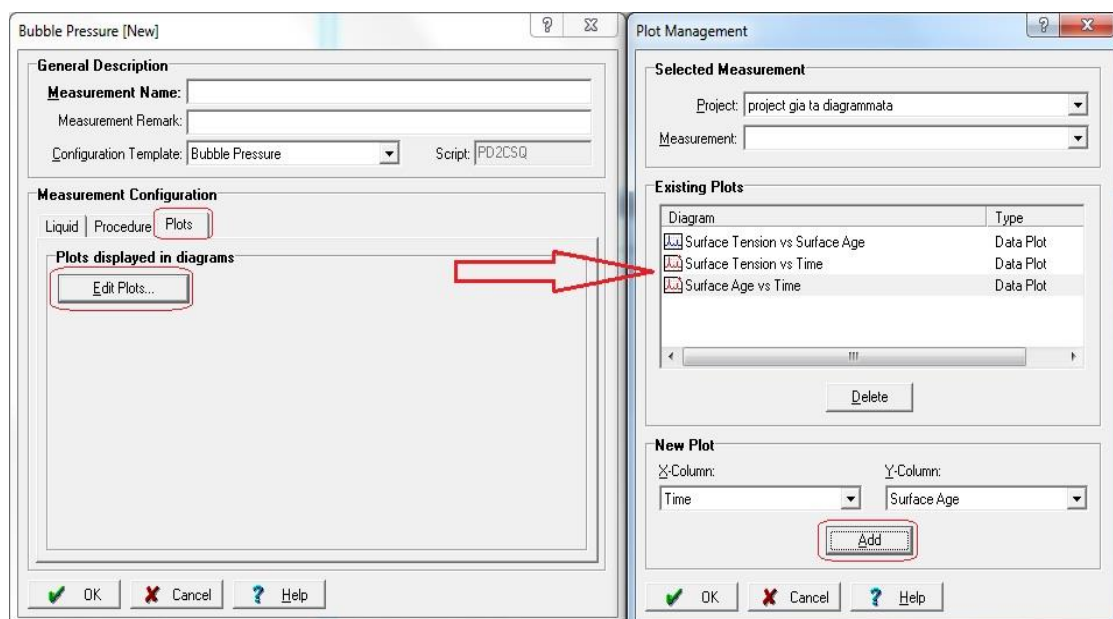 Bubble Pressure [New]
General Description
Measurement Name:
Measurement Remark:
Configuration Template: Bubble Pressure Script: PD2CSQ
Measurement Configuration
Liquid Procedure Plots
Plots displayed in diagrams
Edit Plots...
OK Cancel ? Help
Plot Management
Selected Measurement
Project: project gia ta diagrammata
Measurement:
Existing Plots
Diagram Type
Surface Tension vs Surface Age Data Plot
Surface Tension vs Time Data Plot
Surface Age vs Time Data Plot
Delete
New Plot
X-Column: Y-Column:
Time Surface Age
Add
OK Cancel ? Help